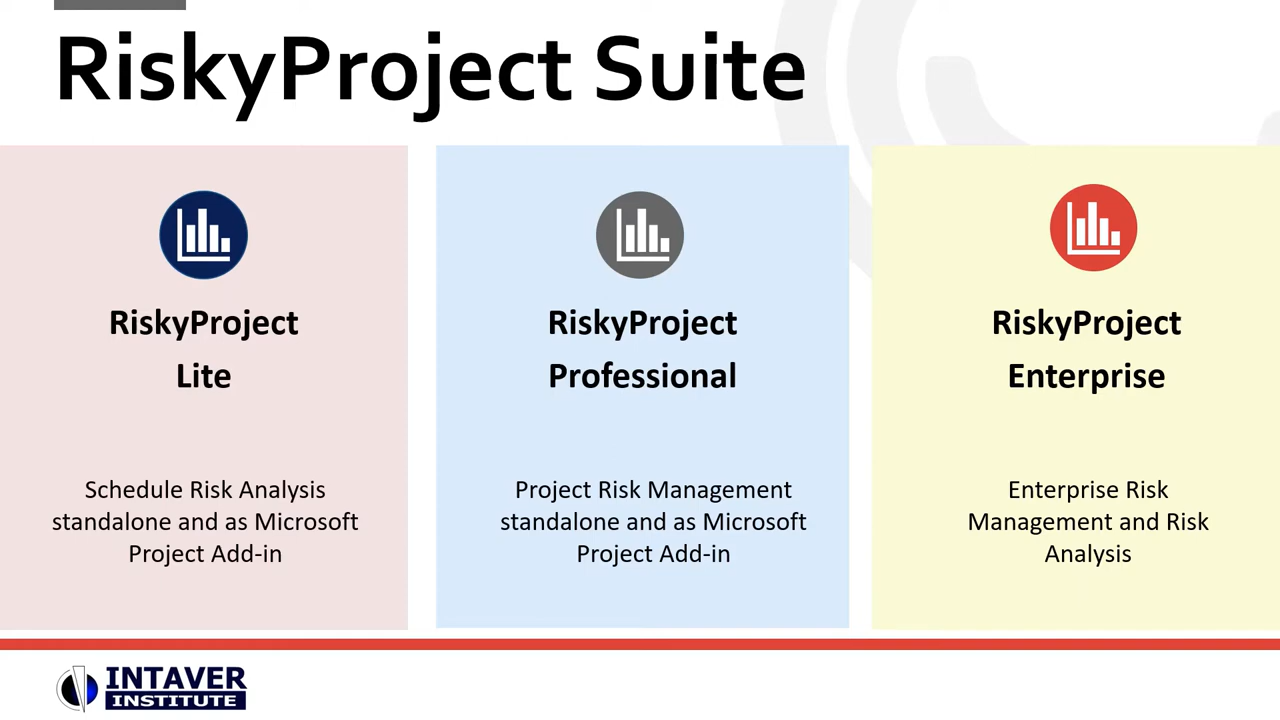 RiskyProject Suite
RiskyProject
Lite
Schedule Risk Analysis
standalone and as Microsoft
Project Add-in
RiskyProject
Professional
Project Risk Management
standalone and as Microsoft
Project Add-in
RiskyProject
Enterprise
Enterprise Risk
Management and Risk
Analysis
INTAVER
INSTITUTE